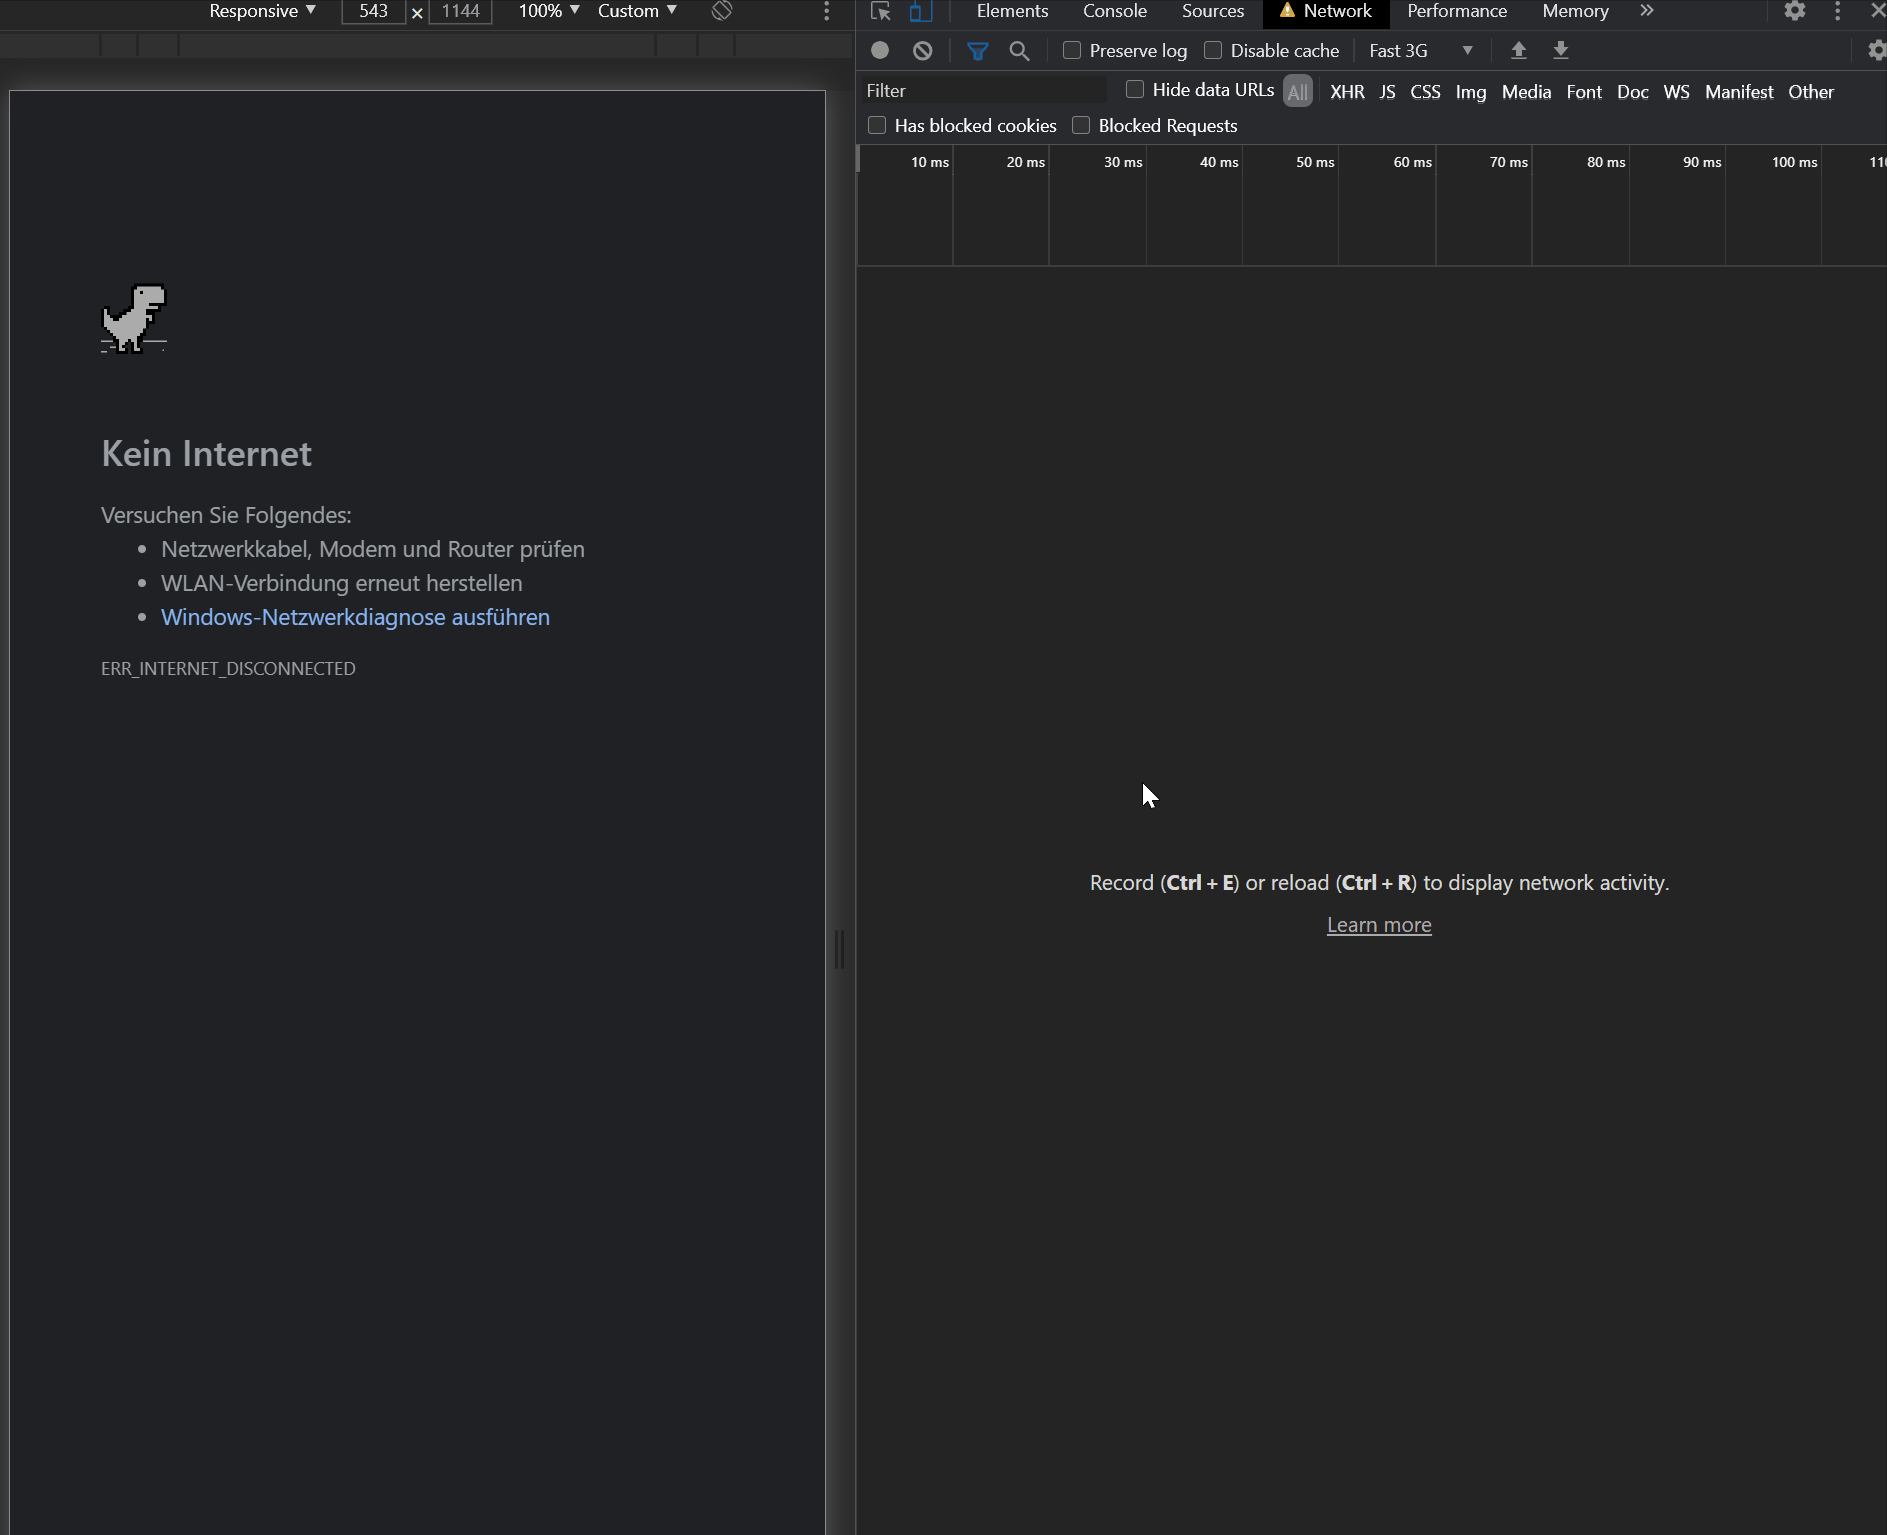 Responsive ▼ 543 × 1144 100% ▼ Custom ▼
Elements Console Sources Network Performance Memory »
Preserve log Disable cache Fast 3G ▼
Filter Hide data URLs All XHR JS CSS Img Media Font Doc WS Manifest Other
Has blocked cookies Blocked Requests
10 ms 20 ms 30 ms 40 ms 50 ms 60 ms 70 ms 80 ms 90 ms 100 ms
Kein Internet
Versuchen Sie Folgendes:
• Netzwerkkabel, Modem und Router prüfen
• WLAN-Verbindung erneut herstellen
• Windows-Netzwerkdiagnose ausführen
ERR_INTERNET_DISCONNECTED
Record (Ctrl + E) or reload (Ctrl + R) to display network activity.
Learn more